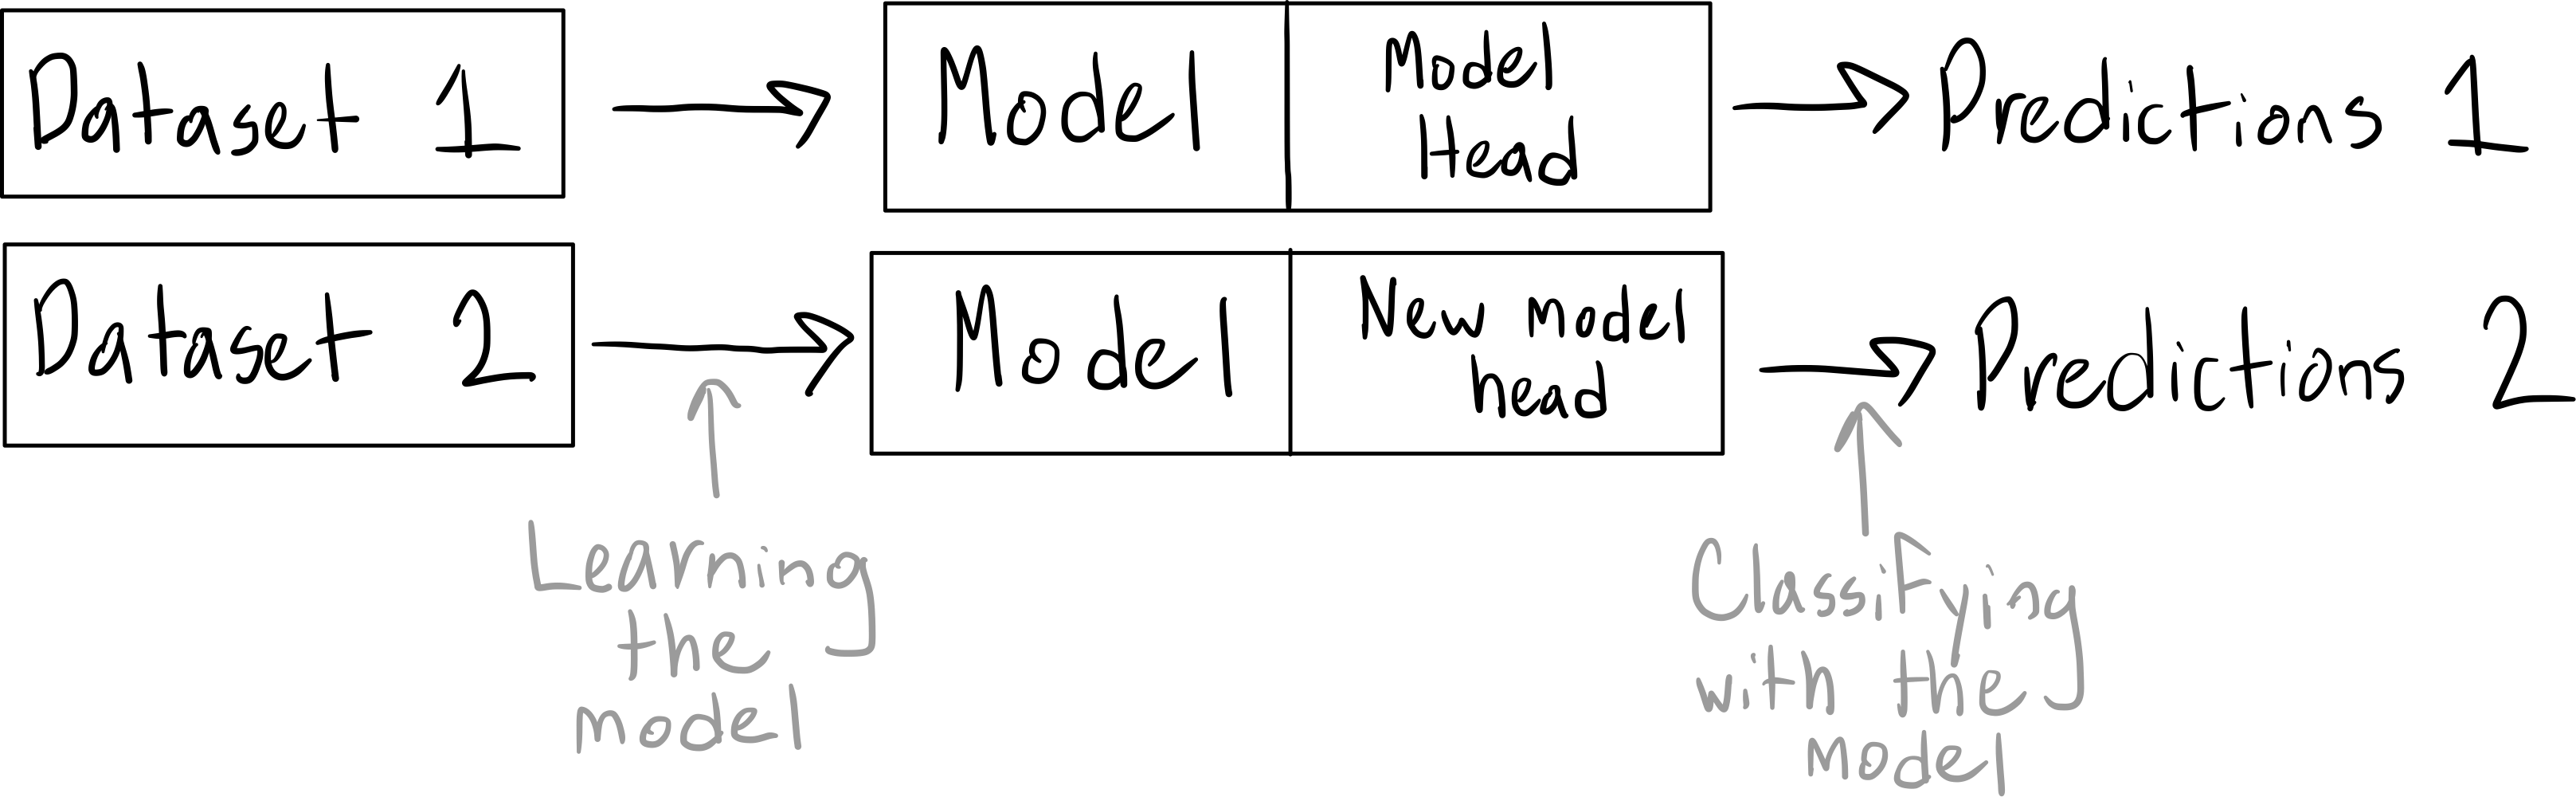 Dataset 1
Model
Model
Head
Predictions 1
Dataset 2
Model
New model
head
Predictions 2
Learning
the
model
Classifying
with the
model